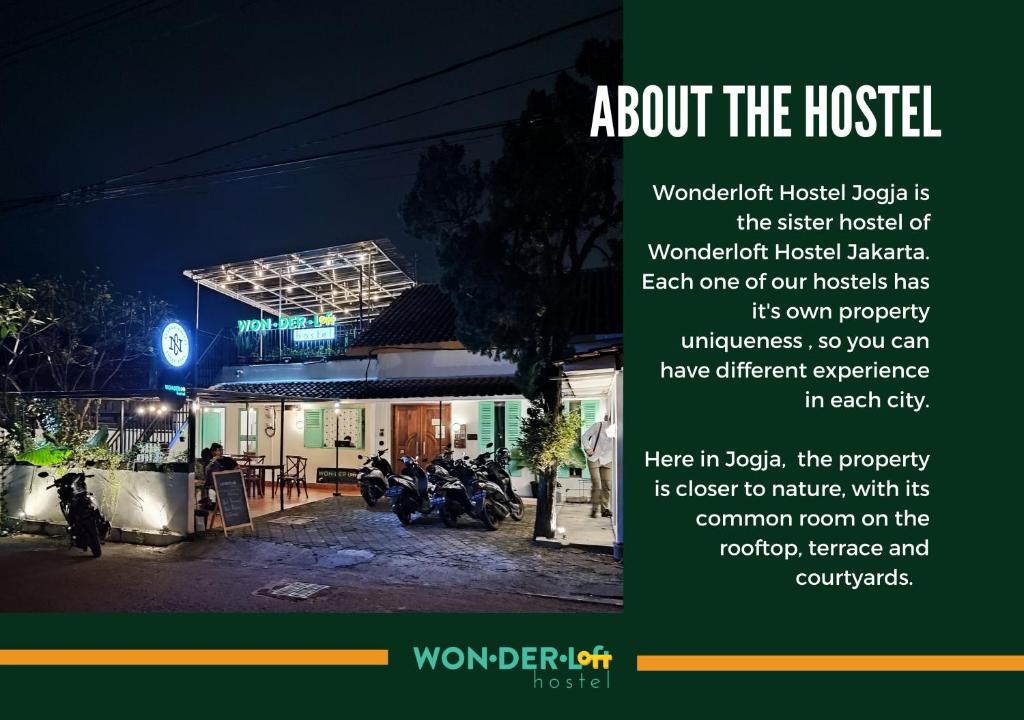 ABOUT THE HOSTEL
Wonderloft Hostel Jogja is
the sister hostel of
Wonderloft Hostel Jakarta.
Each one of our hostels has
it's own property
uniqueness , so you can
have different experience
in each city.
Here in Jogja,  the property
is closer to nature, with its
common room on the
rooftop, terrace and
courtyards.
WON•DER•Loft
hostel
WON•DER•Loft
hostel